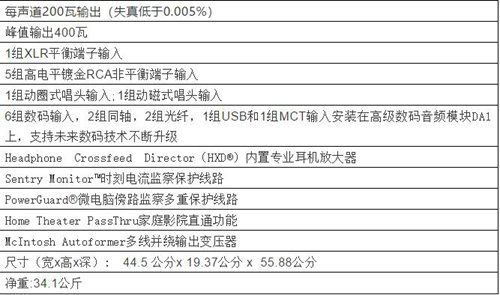 每声道200瓦输出（失真低于0.005%）
峰值输出400瓦
1组XLR平衡端子输入
5组高电平镀金RCA非平衡端子输入
1组动圈式唱头输入;1组动磁式唱头输入
6组数码输入，2组同轴，2组光纤，1组USB和1组MCT输入安装在高级数码音频模块DA1
上，支持未来数码技术不断升级
Headphone Crossfeed Director（HXD®）内置专业耳机放大器
Sentry Monitor™时刻电流监察保护线路
PowerGuard®微电脑傍路监察多重保护线路
Home Theater PassThru家庭影院直通功能
McIntosh Autoformer多线并绕输出变压器
尺寸（宽x高x深）： 44.5 公分x 19.37公分 x 55.88公分
净重:34.1公斤